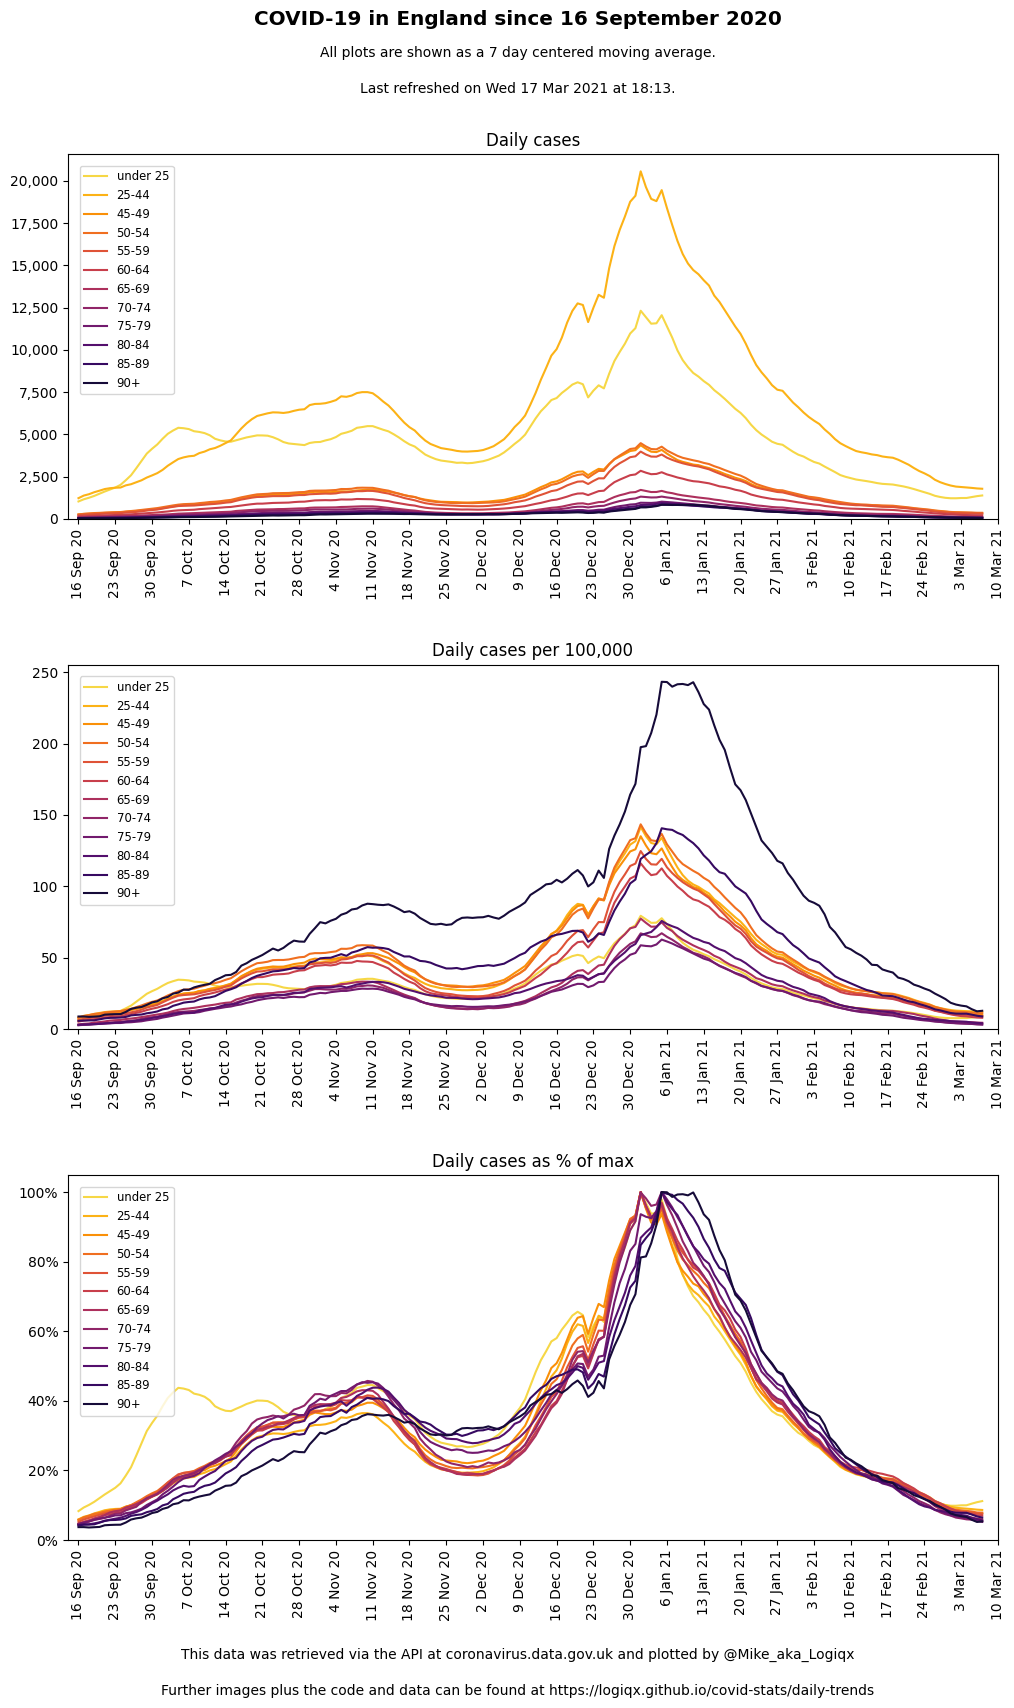 COVID-19 in England since 16 September 2020
All plots are shown as a 7 day centered moving average.
Last refreshed on Wed 17 Mar 2021 at 18:13.
Daily cases
20,000
17,500
15,000
12,500
10,000
7,500
5,000
2,500
0
under 25
25-44
45-49
50-54
55-59
60-64
65-69
70-74
75-79
80-84
85-89
90+
16 Sep 20
23 Sep 20
30 Sep 20
7 Oct 20
14 Oct 20
21 Oct 20
28 Oct 20
4 Nov 20
11 Nov 20
18 Nov 20
25 Nov 20
2 Dec 20
9 Dec 20
16 Dec 20
23 Dec 20
30 Dec 20
6 Jan 21
13 Jan 21
20 Jan 21
27 Jan 21
3 Feb 21
10 Feb 21
17 Feb 21
24 Feb 21
3 Mar 21
10 Mar 21
Daily cases per 100,000
250
200
150
100
50
0
under 25
25-44
45-49
50-54
55-59
60-64
65-69
70-74
75-79
80-84
85-89
90+
16 Sep 20
23 Sep 20
30 Sep 20
7 Oct 20
14 Oct 20
21 Oct 20
28 Oct 20
4 Nov 20
11 Nov 20
18 Nov 20
25 Nov 20
2 Dec 20
9 Dec 20
16 Dec 20
23 Dec 20
30 Dec 20
6 Jan 21
13 Jan 21
20 Jan 21
27 Jan 21
3 Feb 21
10 Feb 21
17 Feb 21
24 Feb 21
3 Mar 21
10 Mar 21
Daily cases as % of max
100%
80%
60%
40%
20%
0%
under 25
25-44
45-49
50-54
55-59
60-64
65-69
70-74
75-79
80-84
85-89
90+
16 Sep 20
23 Sep 20
30 Sep 20
7 Oct 20
14 Oct 20
21 Oct 20
28 Oct 20
4 Nov 20
11 Nov 20
18 Nov 20
25 Nov 20
2 Dec 20
9 Dec 20
16 Dec 20
23 Dec 20
30 Dec 20
6 Jan 21
13 Jan 21
20 Jan 21
27 Jan 21
3 Feb 21
10 Feb 21
17 Feb 21
24 Feb 21
3 Mar 21
10 Mar 21
This data was retrieved via the API at coronavirus.data.gov.uk and plotted by @Mike_aka_Logiqx
Further images plus the code and data can be found at https://logiqx.github.io/covid-stats/daily-trends